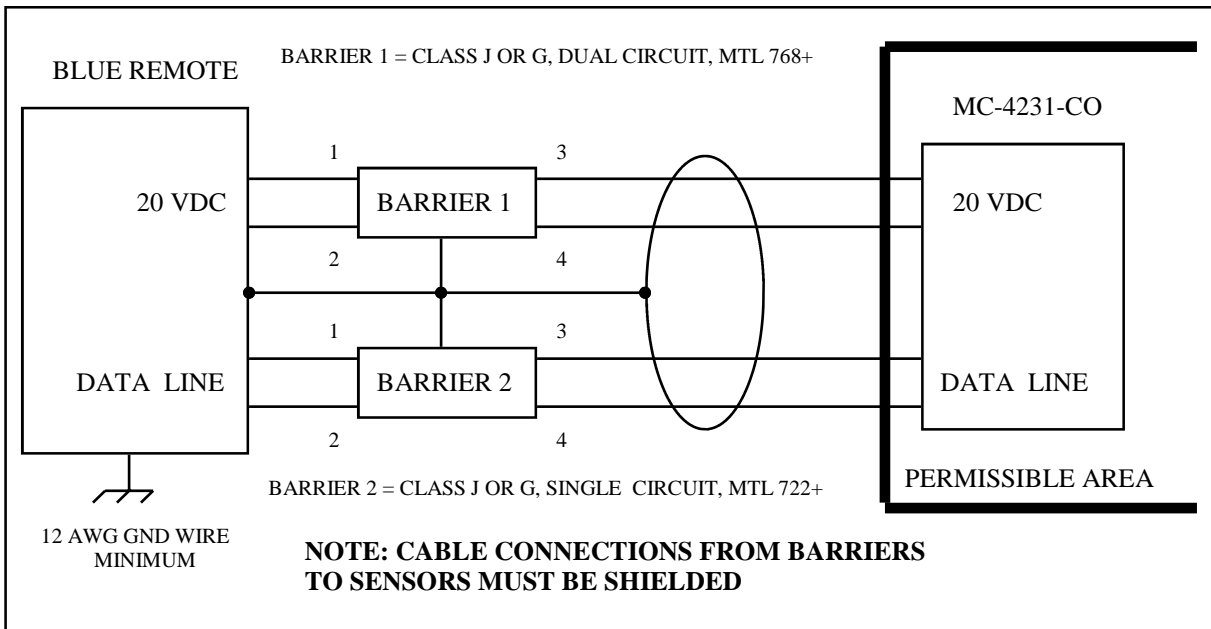 BARRIER 1 = CLASS J OR G, DUAL CIRCUIT, MTL 768+
BLUE REMOTE
MC-4231-CO
1
3
20 VDC
BARRIER 1
20 VDC
2
4
1
3
DATA LINE
BARRIER 2
DATA LINE
2
4
PERMISSIBLE AREA
BARRIER 2 = CLASS J OR G, SINGLE CIRCUIT, MTL 722+
12 AWG GND WIRE
MINIMUM
NOTE: CABLE CONNECTIONS FROM BARRIERS
TO SENSORS MUST BE SHIELDED